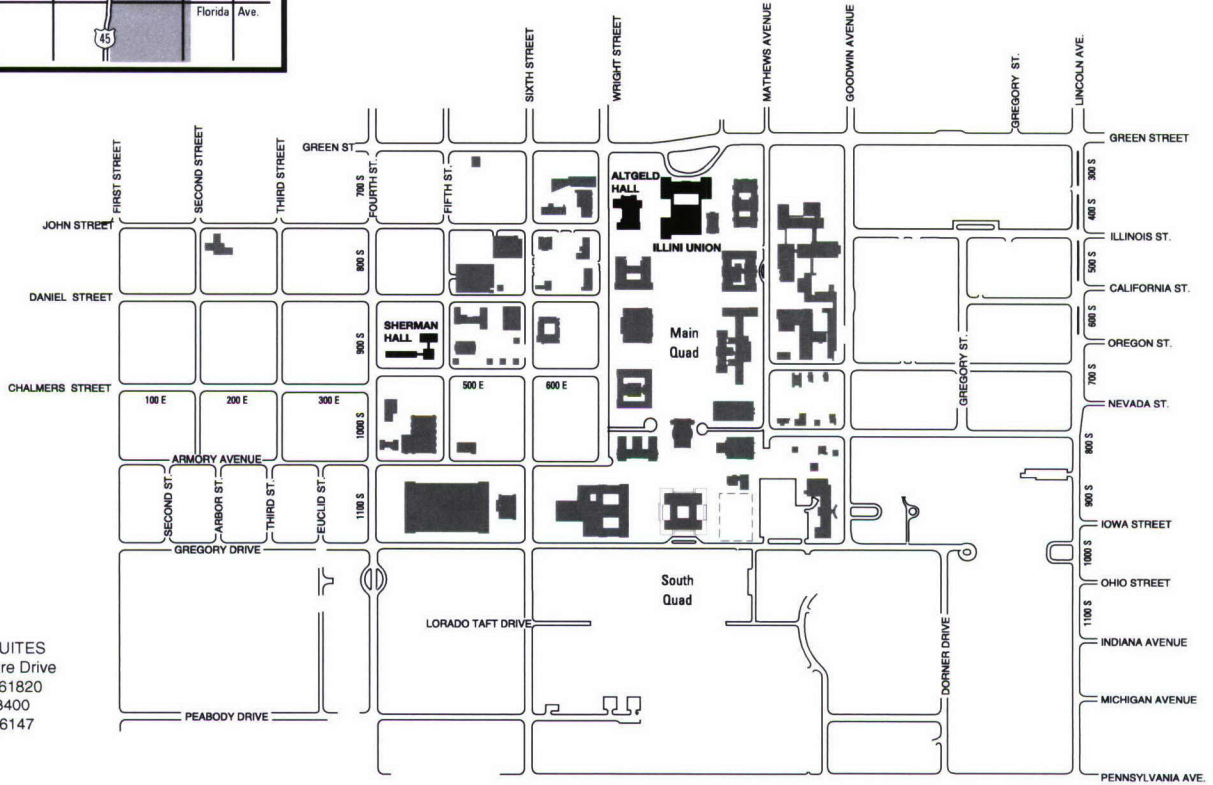 Florida Ave.
45
SIXTH STREET
WRIGHT STREET
MATHEWS AVENUE
GOODWIN AVENUE
GREGORY ST.
LINCOLN AVE.
FIRST STREET
SECOND STREET
THIRD STREET
GREEN ST.
700 S
FOURTH ST.
FIFTH ST.
GREEN STREET
300 S
ALTGELD
HALL
400 S
JOHN STREET
ILLINOIS ST.
ILLINI UNION
800 S
500 S
DANIEL STREET
CALIFORNIA ST.
600 S
SHERMAN
HALL
900 S
Main
Quad
OREGON ST.
GREGORY ST.
700 S
CHALMERS STREET
100 E
200 E
300 E
500 E
600 E
NEVADA ST.
1000 S
800 S
ARMORY AVENUE
SECOND ST.
ARBOR ST.
THIRD ST.
EUCLID ST.
1100 S
900 S
IOWA STREET
GREGORY DRIVE
1000 S
South
Quad
OHIO STREET
LORADO TAFT DRIVE
1100 S
DORNER DRIVE
INDIANA AVENUE
UITES
re Drive
61820
3400
6147
MICHIGAN AVENUE
PEABODY DRIVE
PENNSYLVANIA AVE.